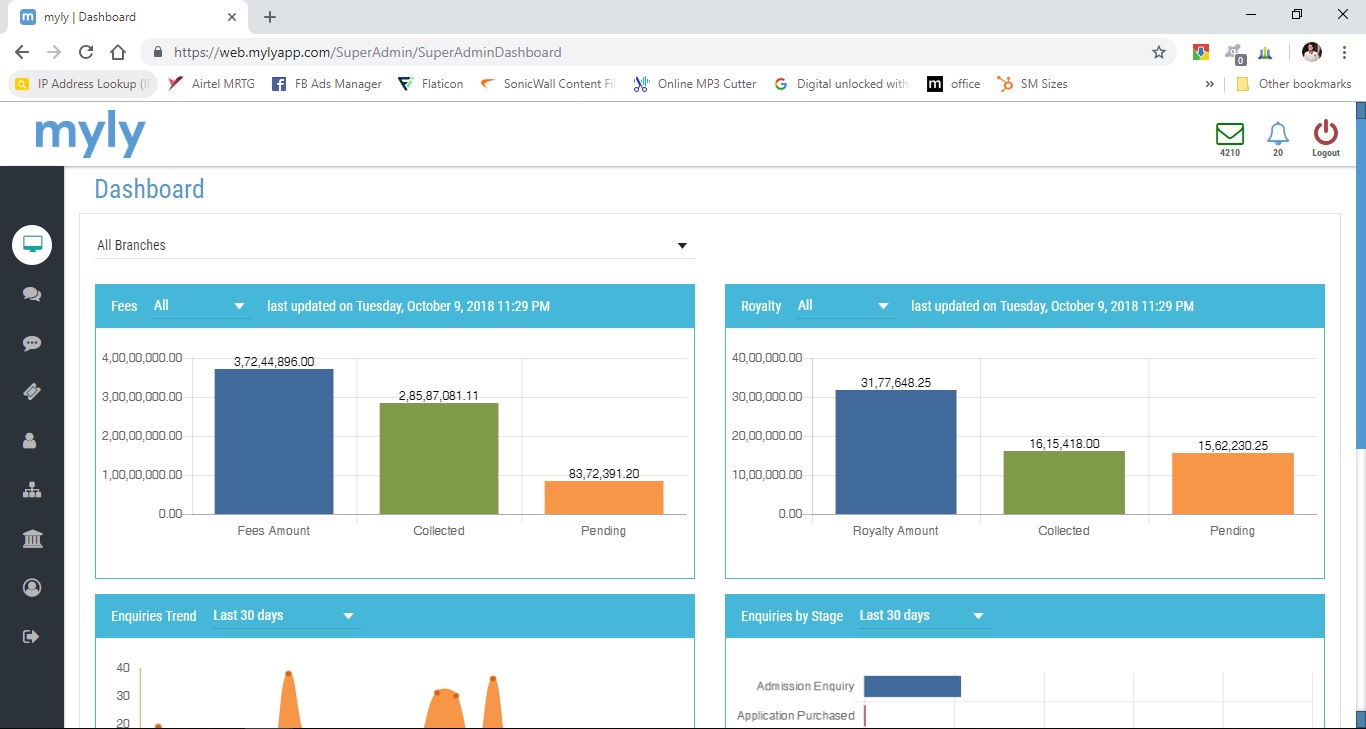 myly | Dashboard
https://web.mylyapp.com/SuperAdmin/SuperAdminDashboard
0
IP Address Lookup (I
Airtel MRTG
FB Ads Manager
Flaticon
SonicWall Content Fil
Online MP3 Cutter
Digital unlocked with
m office
SM Sizes
»
Other bookmarks
myly
4210
20
Logout
Dashboard
All Branches
Fees All last updated on Tuesday, October 9, 2018 11:29 PM
4,00,00,000.00
3,00,00,000.00
2,00,00,000.00
1,00,00,000.00
0.00
3,72,44,896.00
2,85,87,081.11
83,72,391.20
Fees Amount Collected Pending
Royalty All last updated on Tuesday, October 9, 2018 11:29 PM
40,00,000.00
30,00,000.00
20,00,000.00
10,00,000.00
0.00
31,77,648.25
16,15,418.00
15,62,230.25
Royalty Amount Collected Pending
Enquiries Trend Last 30 days
40
30
20
Enquiries by Stage Last 30 days
Admission Enquiry
Application Purchased